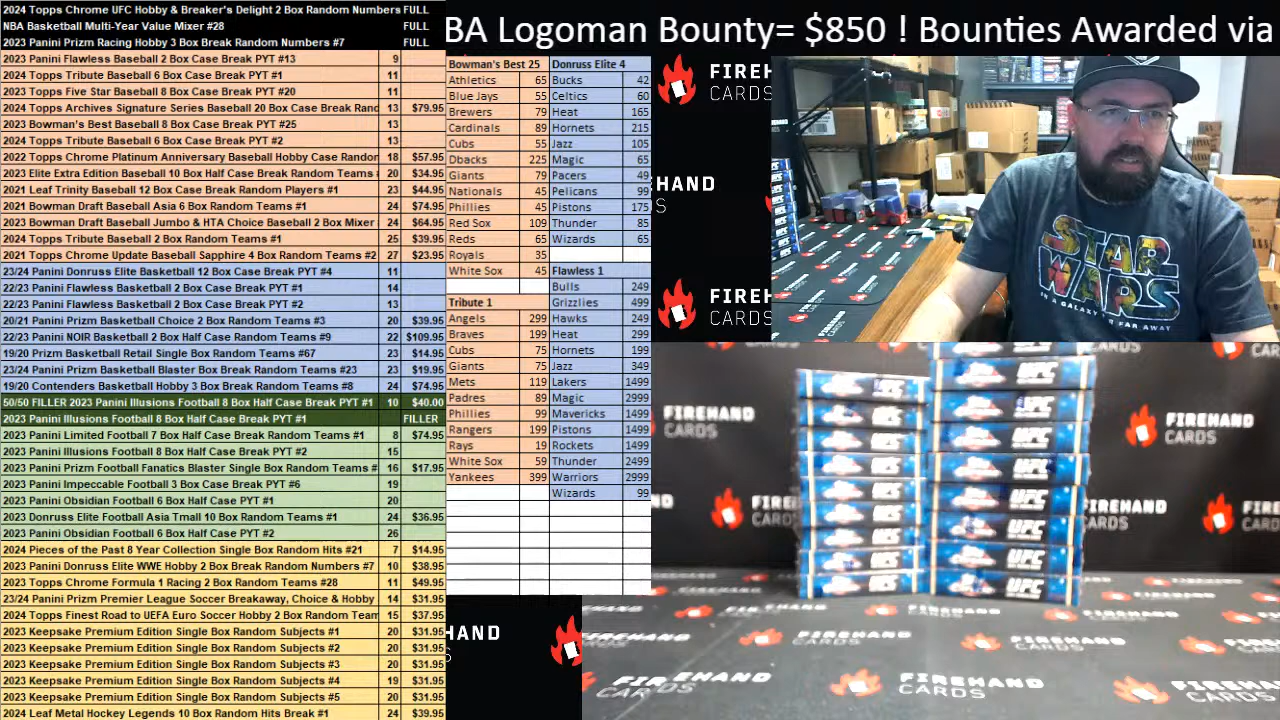 2024 Topps Chrome UFC Hobby & Breaker's Delight 2 Box Random Numbers FULL
NBA Basketball Multi-Year Value Mixer #28 FULL
2023 Panini Prizm Racing Hobby 3 Box Break Random Numbers #7 FULL
2023 Panini Flawless Baseball 2 Box Case Break PYT #13 9
2024 Topps Tribute Baseball 6 Box Case Break PYT #1 11
2023 Topps Five Star Baseball 8 Box Case Break PYT #20 11
2024 Topps Archives Signature Series Baseball 20 Box Case Break Ranc 13 $79.95
2023 Bowman's Best Baseball 8 Box Case Break PYT #25 13
2024 Topps Tribute Baseball 6 Box Case Break PYT #2 13
2022 Topps Chrome Platinum Anniversary Baseball Hobby Case Randor 18 $57.95
2023 Elite Extra Edition Baseball 10 Box Half Case Break Random Teams 20 $34.95
2021 Leaf Trinity Baseball 12 Box Case Break Random Players #1 23 $44.95
2021 Bowman Draft Baseball Asia 6 Box Random Teams #1 24 $74.95
2023 Bowman Draft Baseball Jumbo & HTA Choice Baseball 2 Box Mixer 24 $64.95
2024 Topps Tribute Baseball 2 Box Random Teams #1 25 $39.95
2021 Topps Chrome Update Baseball Sapphire 4 Box Random Teams #2 27 $23.95
23/24 Panini Donruss Elite Basketball 12 Box Case Break PYT #4 11
22/23 Panini Flawless Basketball 2 Box PYT #1 14
22/23 Panini Flawless Basketball 2 Box PYT #2 13
20/21 Panini Prizm Basketball Choice 2 Box Random Teams #3 20 $39.95
22/23 Panini NOIR Basketball 2 Box Random Teams #9 22 $109.95
19/20 Prizm Basketball Retail Single Box Random Teams #67 23 $14.95
23/24 Panini Prizm Basketball Blaster Box Break Random Teams #23 23 $19.95
19/20 Contenders Basketball Hobby 3 Box Break Random Teams #8 24 $74.95
50/50 FILLER 2023 Panini Illusions Football 8 Box Half Case Break PYT #1 10 $40.00
2023 Panini Illusions Football 8 Box Half Case Break PYT #1 FILLER
2023 Panini Limited Football 7 Box Half Case Break Random Teams #1 8 $74.95
2023 Panini Illusions Football 8 Box Half Case Break PYT #2 15
2023 Panini Prizm Football Fanatics Blaster Single Box Random Teams # 16 $17.95
2023 Panini Impeccable Football 3 Box Case Break PYT #6 19
2023 Panini Obsidian Football 6 Box Half Case PYT #1 20
2023 Donruss Elite Football Asia Tmall 10 Box Random Teams #1 24 $36.95
2023 Panini Obsidian Football 6 Box Half Case PYT #2 26
2024 Pieces of the Past 8 Year Collection Single Box Random Hits #21 7 $14.95
2023 Panini Donruss Elite WWE Hobby 2 Box Random Numbers #7 10 $38.95
2023 Topps Chrome Formula 1 Racing 2 Box Random Teams #28 11 $49.95
23/24 Panini Prizm Premier League Soccer Breakaway, Choice & Hobby 14 $31.95
2024 Topps Finest Road to UEFA Euro Soccer Hobby 2 Box Random Team 15 $37.95
2023 Keepsake Premium Edition Single Box Random Subjects #1 20 $31.95
2023 Keepsake Premium Edition Single Box Random Subjects #2 20 $31.95
2023 Keepsake Premium Edition Single Box Random Subjects #3 20 $31.95
2023 Keepsake Premium Edition Single Box Random Subjects #4 19 $31.95
2023 Keepsake Premium Edition Single Box Random Subjects #5 20 $31.95
2024 Leaf Metal Hockey Legends 10 Box Random Hits Break #1 24 $39.95
BA Logoman Bounty= $850 ! Bounties Awarded via
Bowman's Best 25
Athletics 65
Blue Jays 55
Brewers 79
Cardinals 89
Cubs 55
Dbacks 225
Giants 79
Nationals 45
Phillies 45
Red Sox 109
Reds 65
Royals 35
White Sox 45
Tribute 1
Angels 299
Braves 199
Cubs 75
Giants 75
Mets 119
Padres 89
Phillies 99
Rangers 199
Rays 19
White Sox 59
Yankees 399
Donruss Elite 4
Bucks 42
Celtics 60
Heat 165
Hornets 215
Jazz 105
Magic 65
Pacers 49
Pelicans 99
Pistons 175
Thunder 85
Wizards 65
Flawless 1
Bulls 249
Grizzlies 499
Hawks 249
Heat 299
Hornets 199
Jazz 349
Lakers 1499
Magic 2999
Mavericks 1499
Pistons 1499
Rockets 1499
Thunder 2499
Warriors 2999
Wizards 99
FIREH
CARDS
HAND
S
FIREH
CARDS
HAND
S
STAR
WARS
IN A GALAXY FAR FAR AWAY
UFC
UFC
UFC
UFC
UFC
UFC
UFC
FIREHAND
CARDS
FIREHAND
CARDS
FIREHAND
CARDS
FIREHAND
CARDS
FIREHAND
CARDS
FIREHAND
CARDS